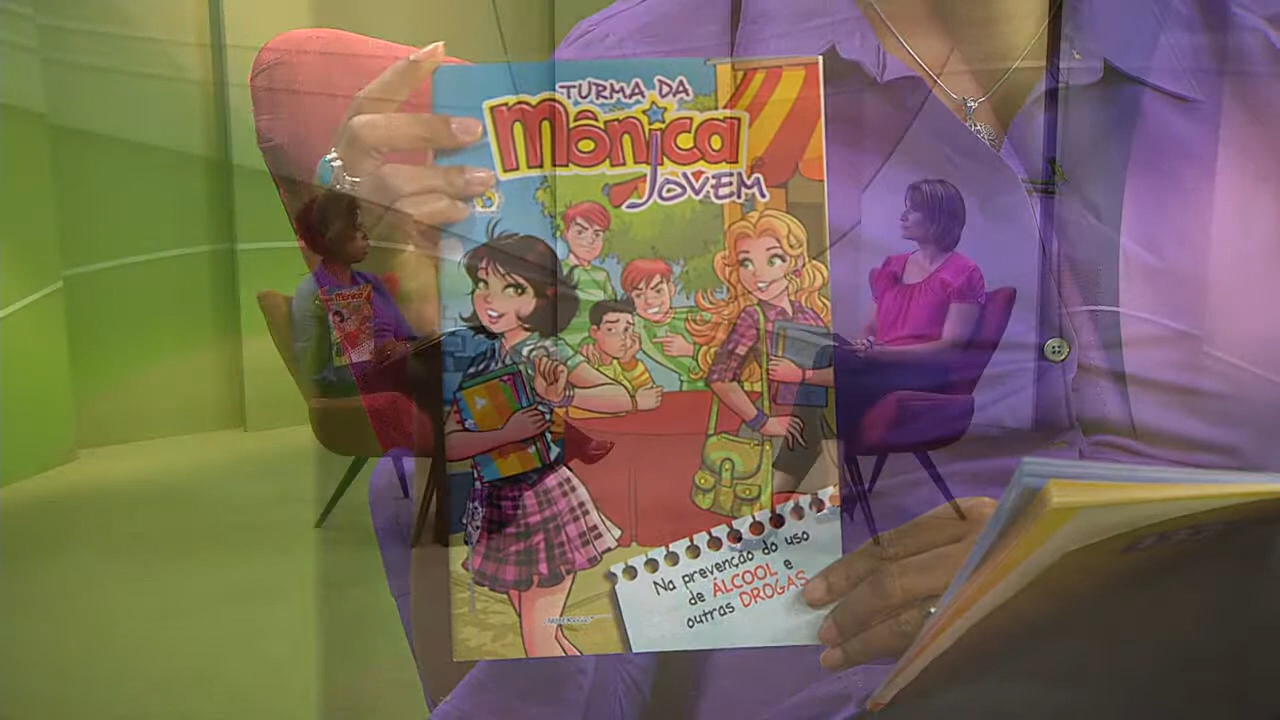 TURMA DA
Mônica
JOVEM
Na prevenção do uso
de ÁLCOOL e
outras DROGAS